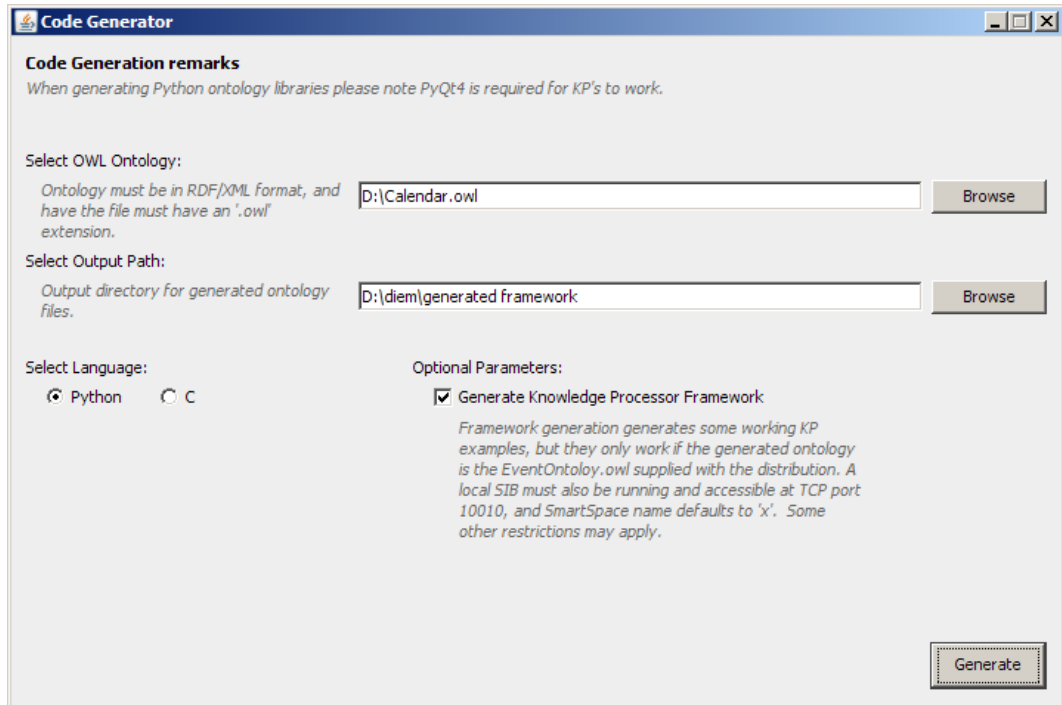 Code Generator
Code Generation remarks
When generating Python ontology libraries please note PyQt4 is required for KP's to work.
Select OWL Ontology:
Ontology must be in RDF/XML format, and
have the file must have an '.owl'
extension.
D:\Calendar.owl
Browse
Select Output Path:
Output directory for generated ontology
files.
D:\diem\generated framework
Browse
Select Language:
Python
C
Optional Parameters:
Generate Knowledge Processor Framework
Framework generation generates some working KP
examples, but they only work if the generated ontology
is the EventOntoloy.owl supplied with the distribution. A
local SIB must also be running and accessible at TCP port
10010, and SmartSpace name defaults to 'x'.  Some
other restrictions may apply.
Generate